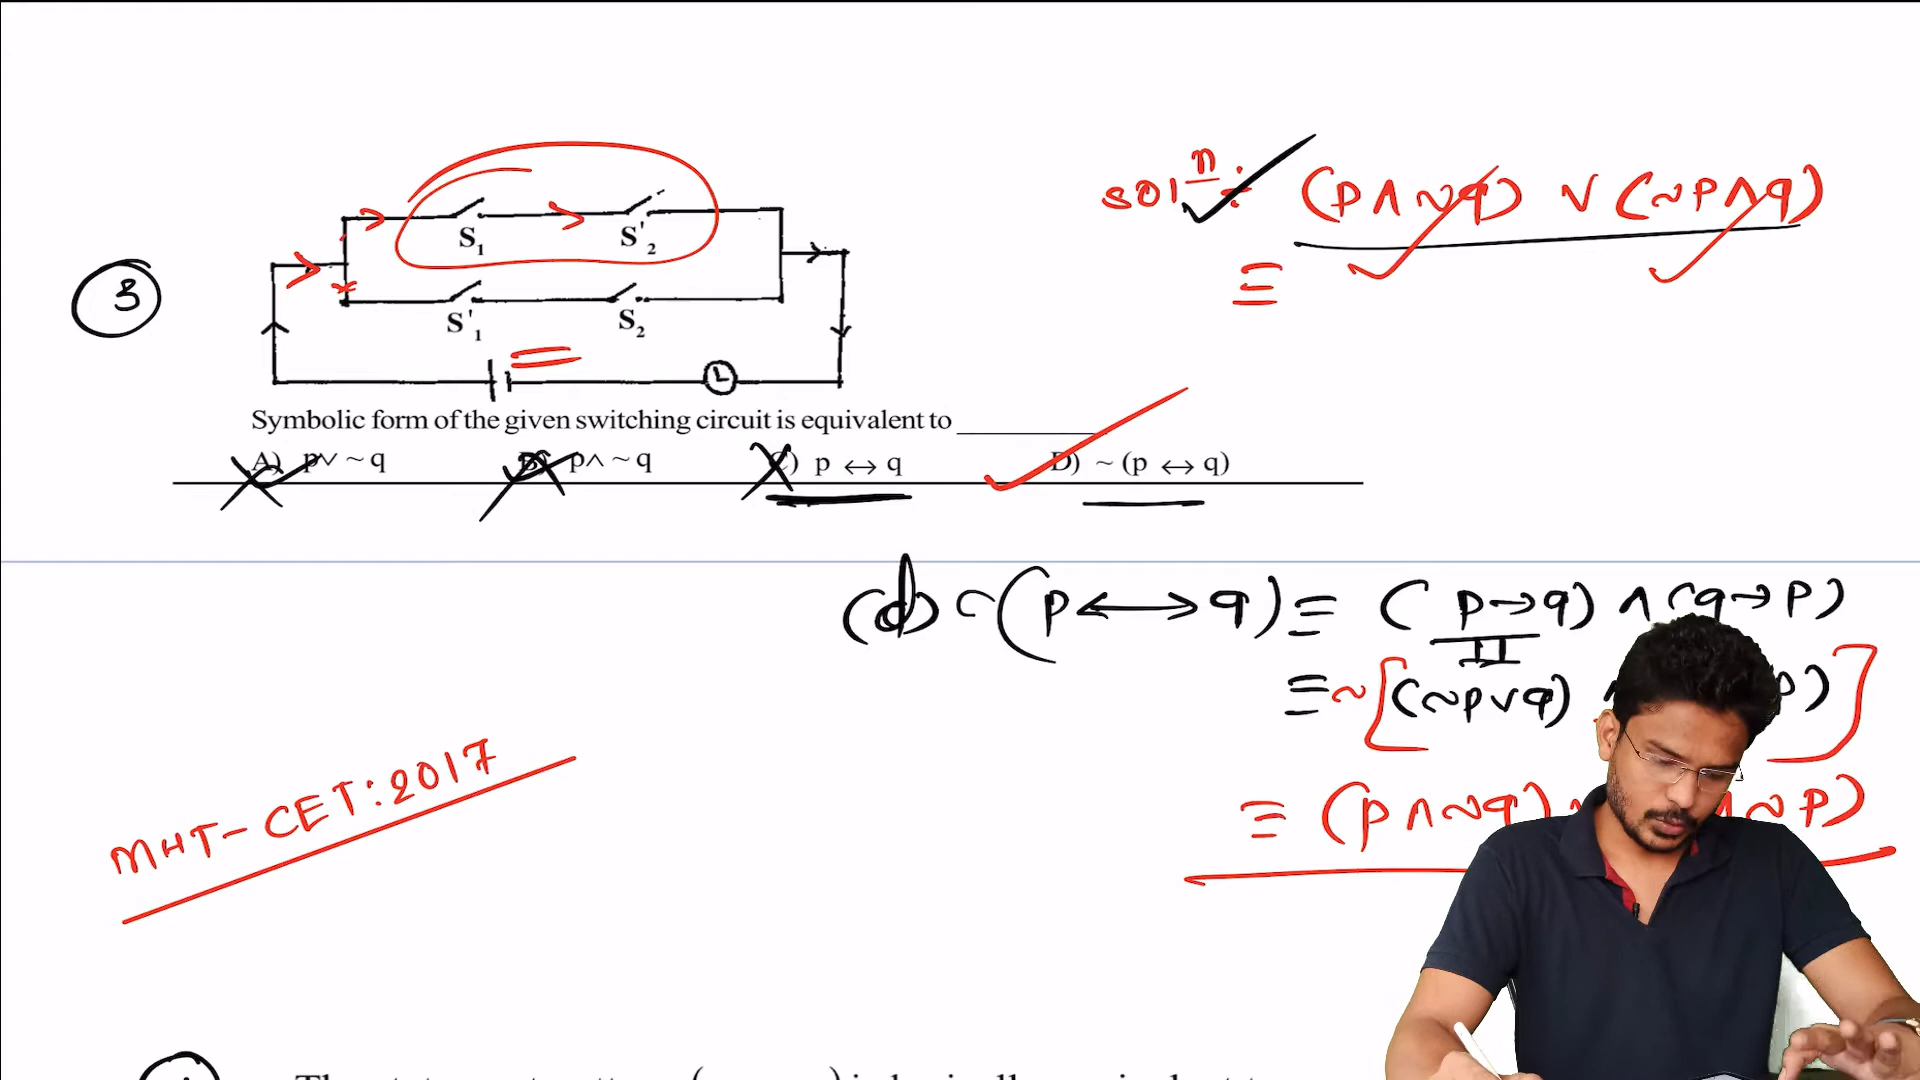 3
S1 S'2
S'1 S2
L
Symbolic form of the given switching circuit is equivalent to ________
A) p∨ ~ q B) p∧ ~ q C) p ↔ q D) ~ (p ↔ q)
solⁿ: (p ∧ ~q) ∨ (~p ∧ q)
≡
(d) ~(p ↔ q) ≡ (p → q) ∧ (q → p)
≡ ~[(~p ∨ q) p)]
≡ (p ∧ ~q) ∧ ~p)
MHT-CET: 2017